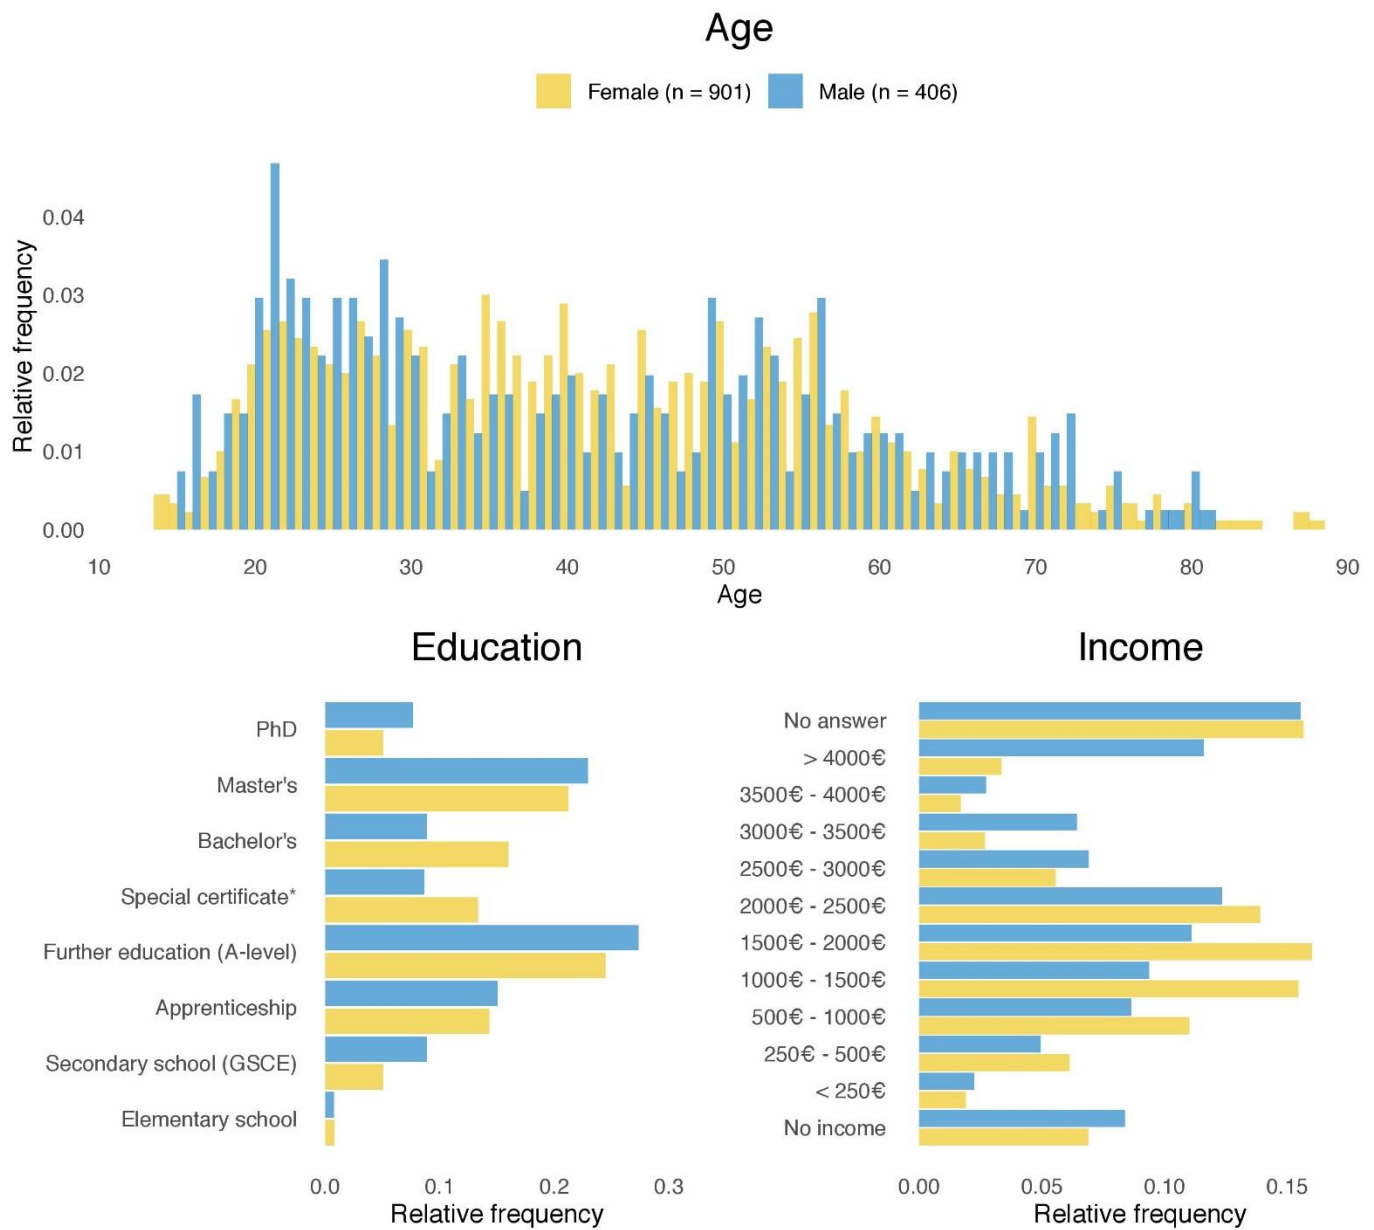 Age
Female (n = 901) Male (n = 406)
Relative frequency
0.04
0.03
0.02
0.01
0.00
10 20 30 40 50 60 70 80 90
Age
Education
PhD
Master's
Bachelor's
Special certificate*
Further education (A-level)
Apprenticeship
Secondary school (GSCE)
Elementary school
0.0 0.1 0.2 0.3
Relative frequency
Income
No answer
> 4000€
3500€ - 4000€
3000€ - 3500€
2500€ - 3000€
2000€ - 2500€
1500€ - 2000€
1000€ - 1500€
500€ - 1000€
250€ - 500€
< 250€
No income
0.00 0.05 0.10 0.15
Relative frequency